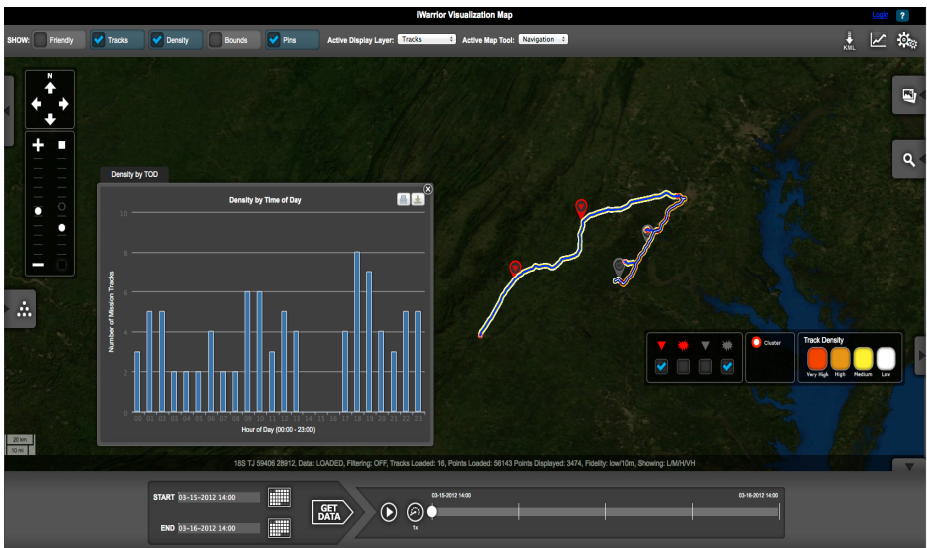 iWarrior Visualization Map
Login ?
SHOW: Friendly Tracks Density Bounds Pins Active Display Layer: Tracks Active Map Tool: Navigation
KML
N
Density by TOD
Density by Time of Day
Number of Mission Tracks
10
8
6
4
2
0
00 01 02 03 04 05 06 07 08 09 10 11 12 13 14 15 16 17 18 19 20 21 22 23
Hour of Day (00:00 - 23:00)
Cluster
Track Density
Very High High Medium Low
20 km
10 mi
18S TJ 59406 28912, Data: LOADED, Filtering: OFF, Tracks Loaded: 16, Points Loaded: 56143 Points Displayed: 3474, Fidelity: low/10m, Showing: L/M/H/VH
START 03-15-2012 14:00
END 03-16-2012 14:00
GET
DATA
1x
03-15-2012 14:00
03-16-2012 14:00